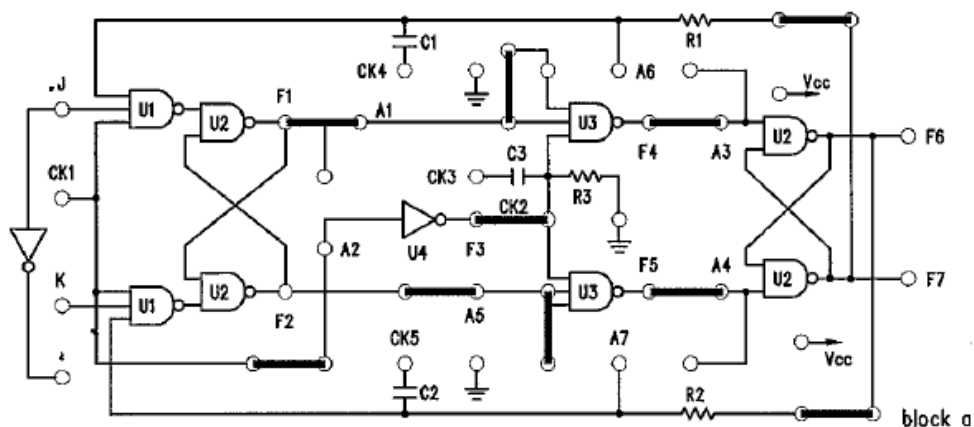 R1
C1
CK4
A6
Vcc
J
U1
U2
F1
A1
U3
F4
A3
U2
F6
CK1
C3
CK3
R3
CK2
A2
U4
F3
F5
A4
K
U1
U2
F2
A5
U3
U2
F7
CK5
A7
Vcc
C2
R2
block a